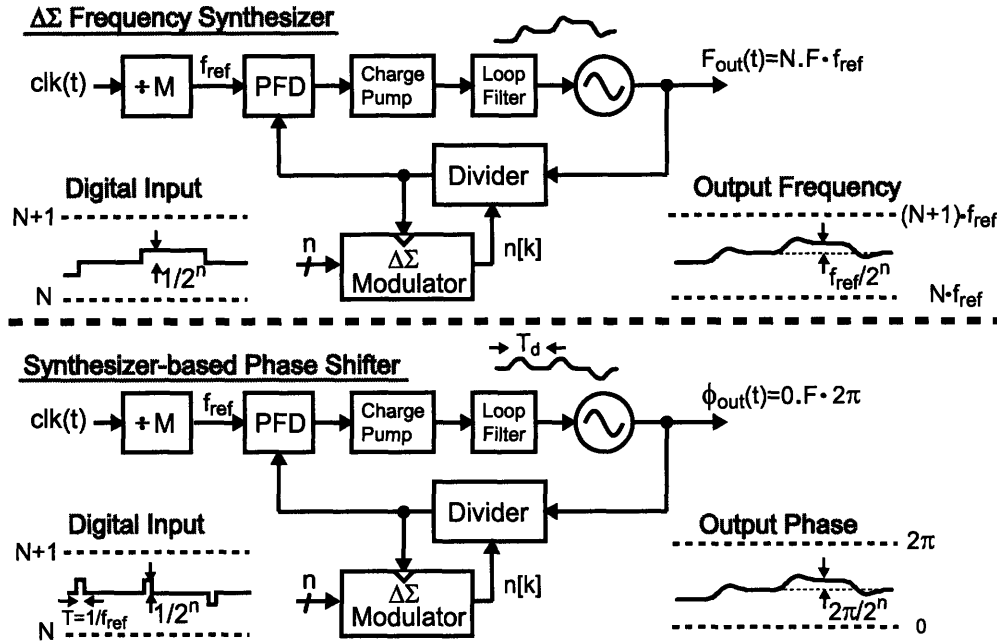 ΔΣ Frequency Synthesizer
clk(t)
÷M
f_ref
PFD
Charge Pump
Loop Filter
F_out(t)=N.F·f_ref
Divider
Digital Input
N+1
1/2^n
N
n
ΔΣ Modulator
n[k]
Output Frequency
(N+1)·f_ref
f_ref/2^n
N·f_ref
Synthesizer-based Phase Shifter
T_d
clk(t)
÷M
f_ref
PFD
Charge Pump
Loop Filter
ϕ_out(t)=0.F·2π
Divider
Digital Input
N+1
T=1/f_ref
1/2^n
N
n
ΔΣ Modulator
n[k]
Output Phase
2π
2π/2^n
0